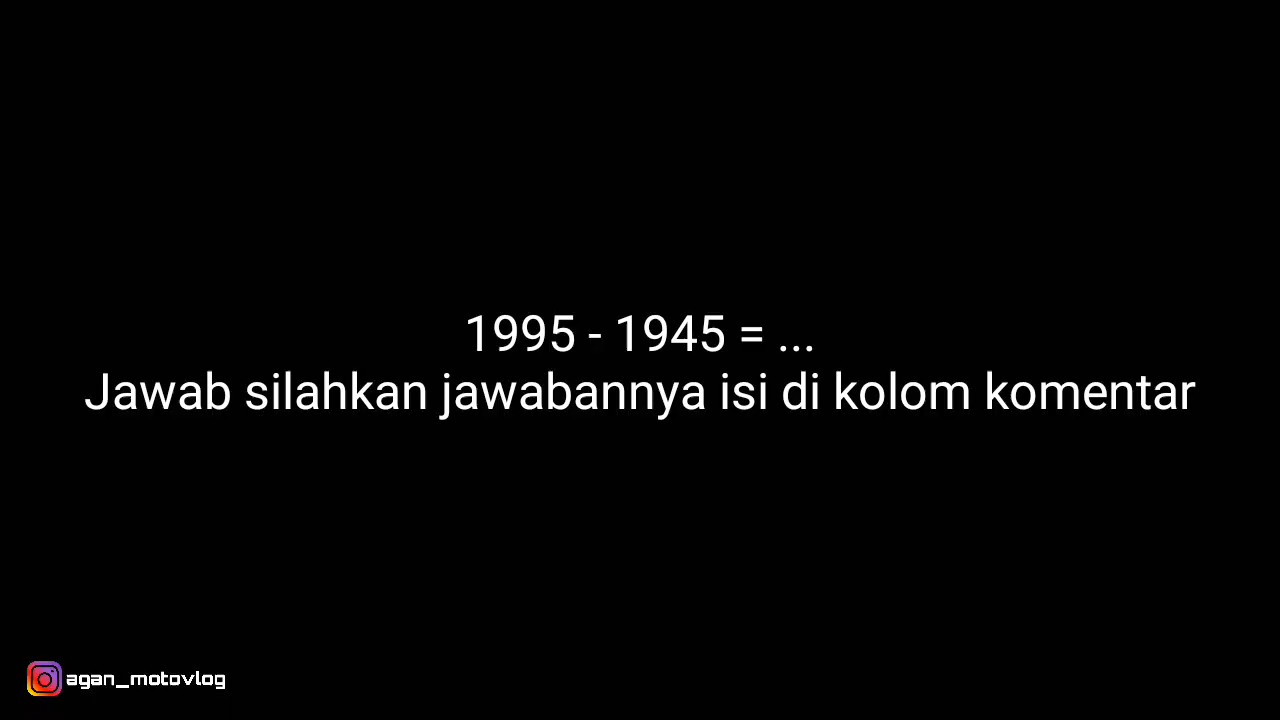 1995 - 1945 = ...
Jawab silahkan jawabannya isi di kolom komentar
agan_motovlog